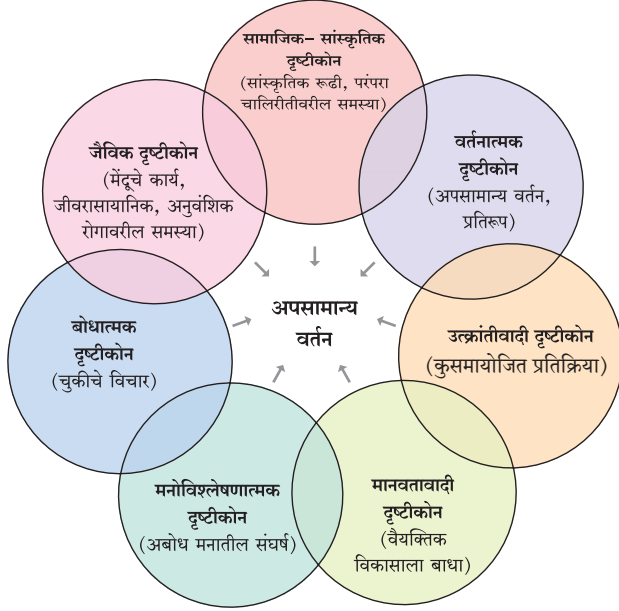 सामाजिक– सांस्कृतिक
दृष्टीकोन
(सांस्कृतिक रूढी, परंपरा
चालिरीतीवरील समस्या)
वर्तनात्मक
दृष्टीकोन
(अपसामान्य वर्तन,
प्रतिरूप)
उत्क्रांतीवादी दृष्टीकोन
(कुसमायोजित प्रतिक्रिया)
मानवतावादी
दृष्टीकोन
(वैयक्तिक
विकासाला बाधा)
मनोविश्लेषणात्मक
दृष्टीकोन
(अबोध मनातील संघर्ष)
बोधात्मक
दृष्टीकोन
(चुकीचे विचार)
जैविक दृष्टीकोन
(मेंदूचे कार्य,
जीवरासायानिक, अनुवंशिक
रोगावरील समस्या)
अपसामान्य
वर्तन